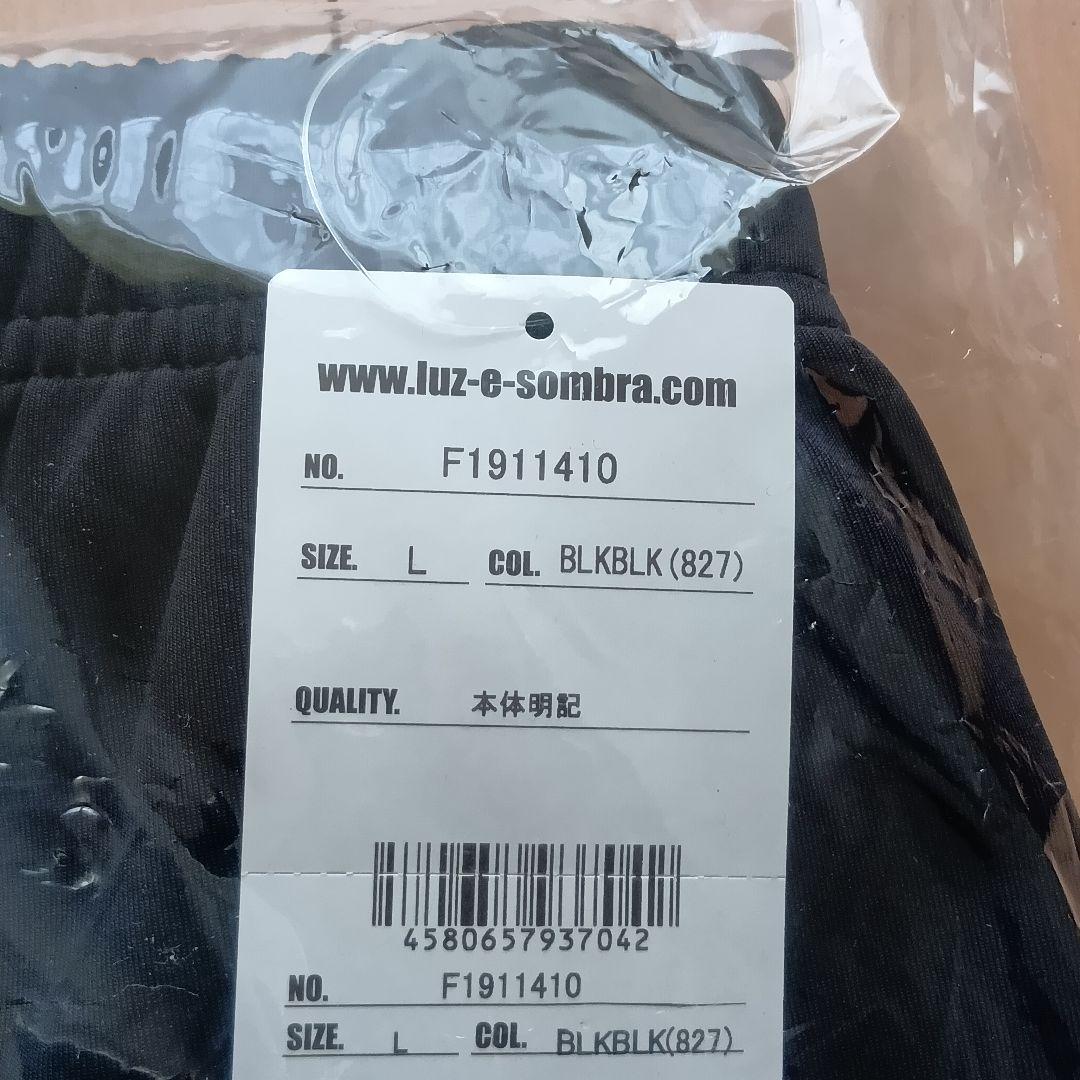 www.luz-e-sombra.com
NO. F1911410
SIZE. L COL. BLKBLK(827)
QUALITY. 本体明記
4580657937042
NO. F1911410
SIZE. L COL. BLKBLK(827)